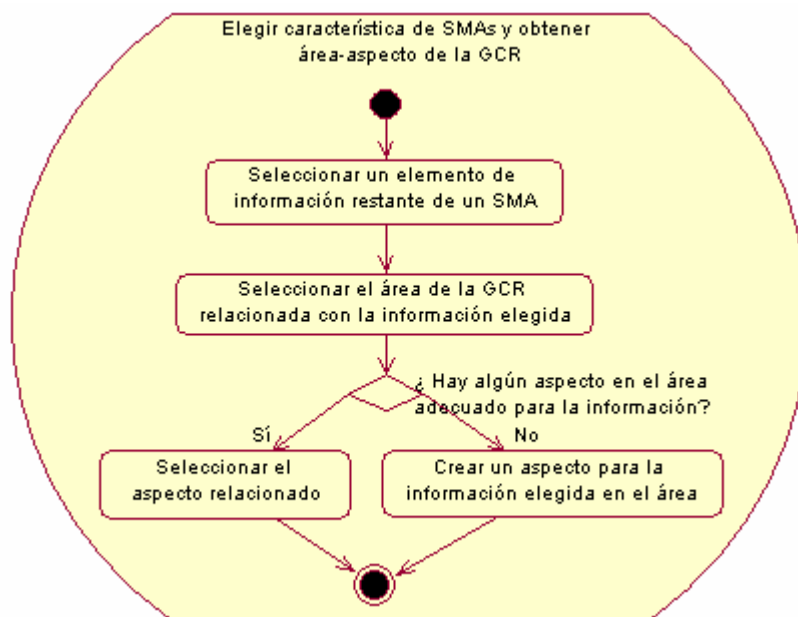 Elegir característica de SMAs y obtener
área-aspecto de la GCR
Seleccionar un elemento de
información restante de un SMA
Seleccionar el área de la GCR
relacionada con la información elegida
¿ Hay algún aspecto en el área
adecuado para la información?
Sí
No
Seleccionar el
aspecto relacionado
Crear un aspecto para la
información elegida en el área